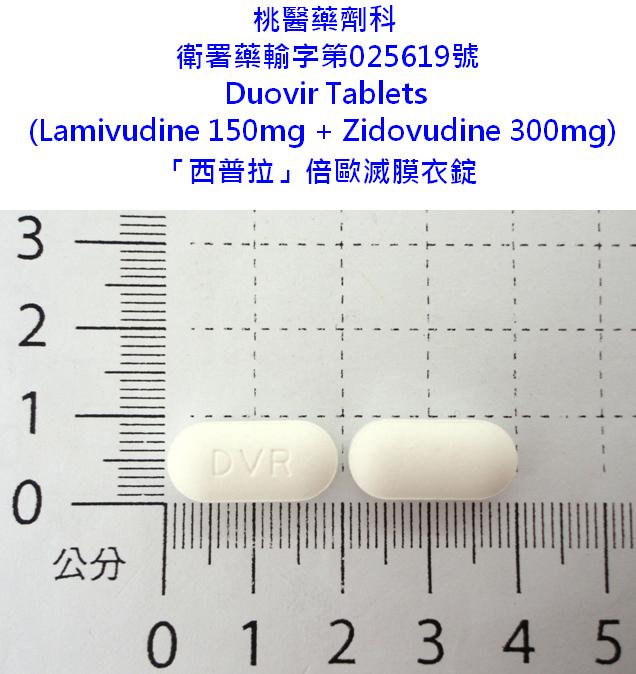 桃醫藥劑科
衛署藥輸字第025619號
Duovir Tablets
(Lamivudine 150mg + Zidovudine 300mg)
「西普拉」倍歐滅膜衣錠
3
2
1
0
DVR
公分
0 1 2 3 4 5